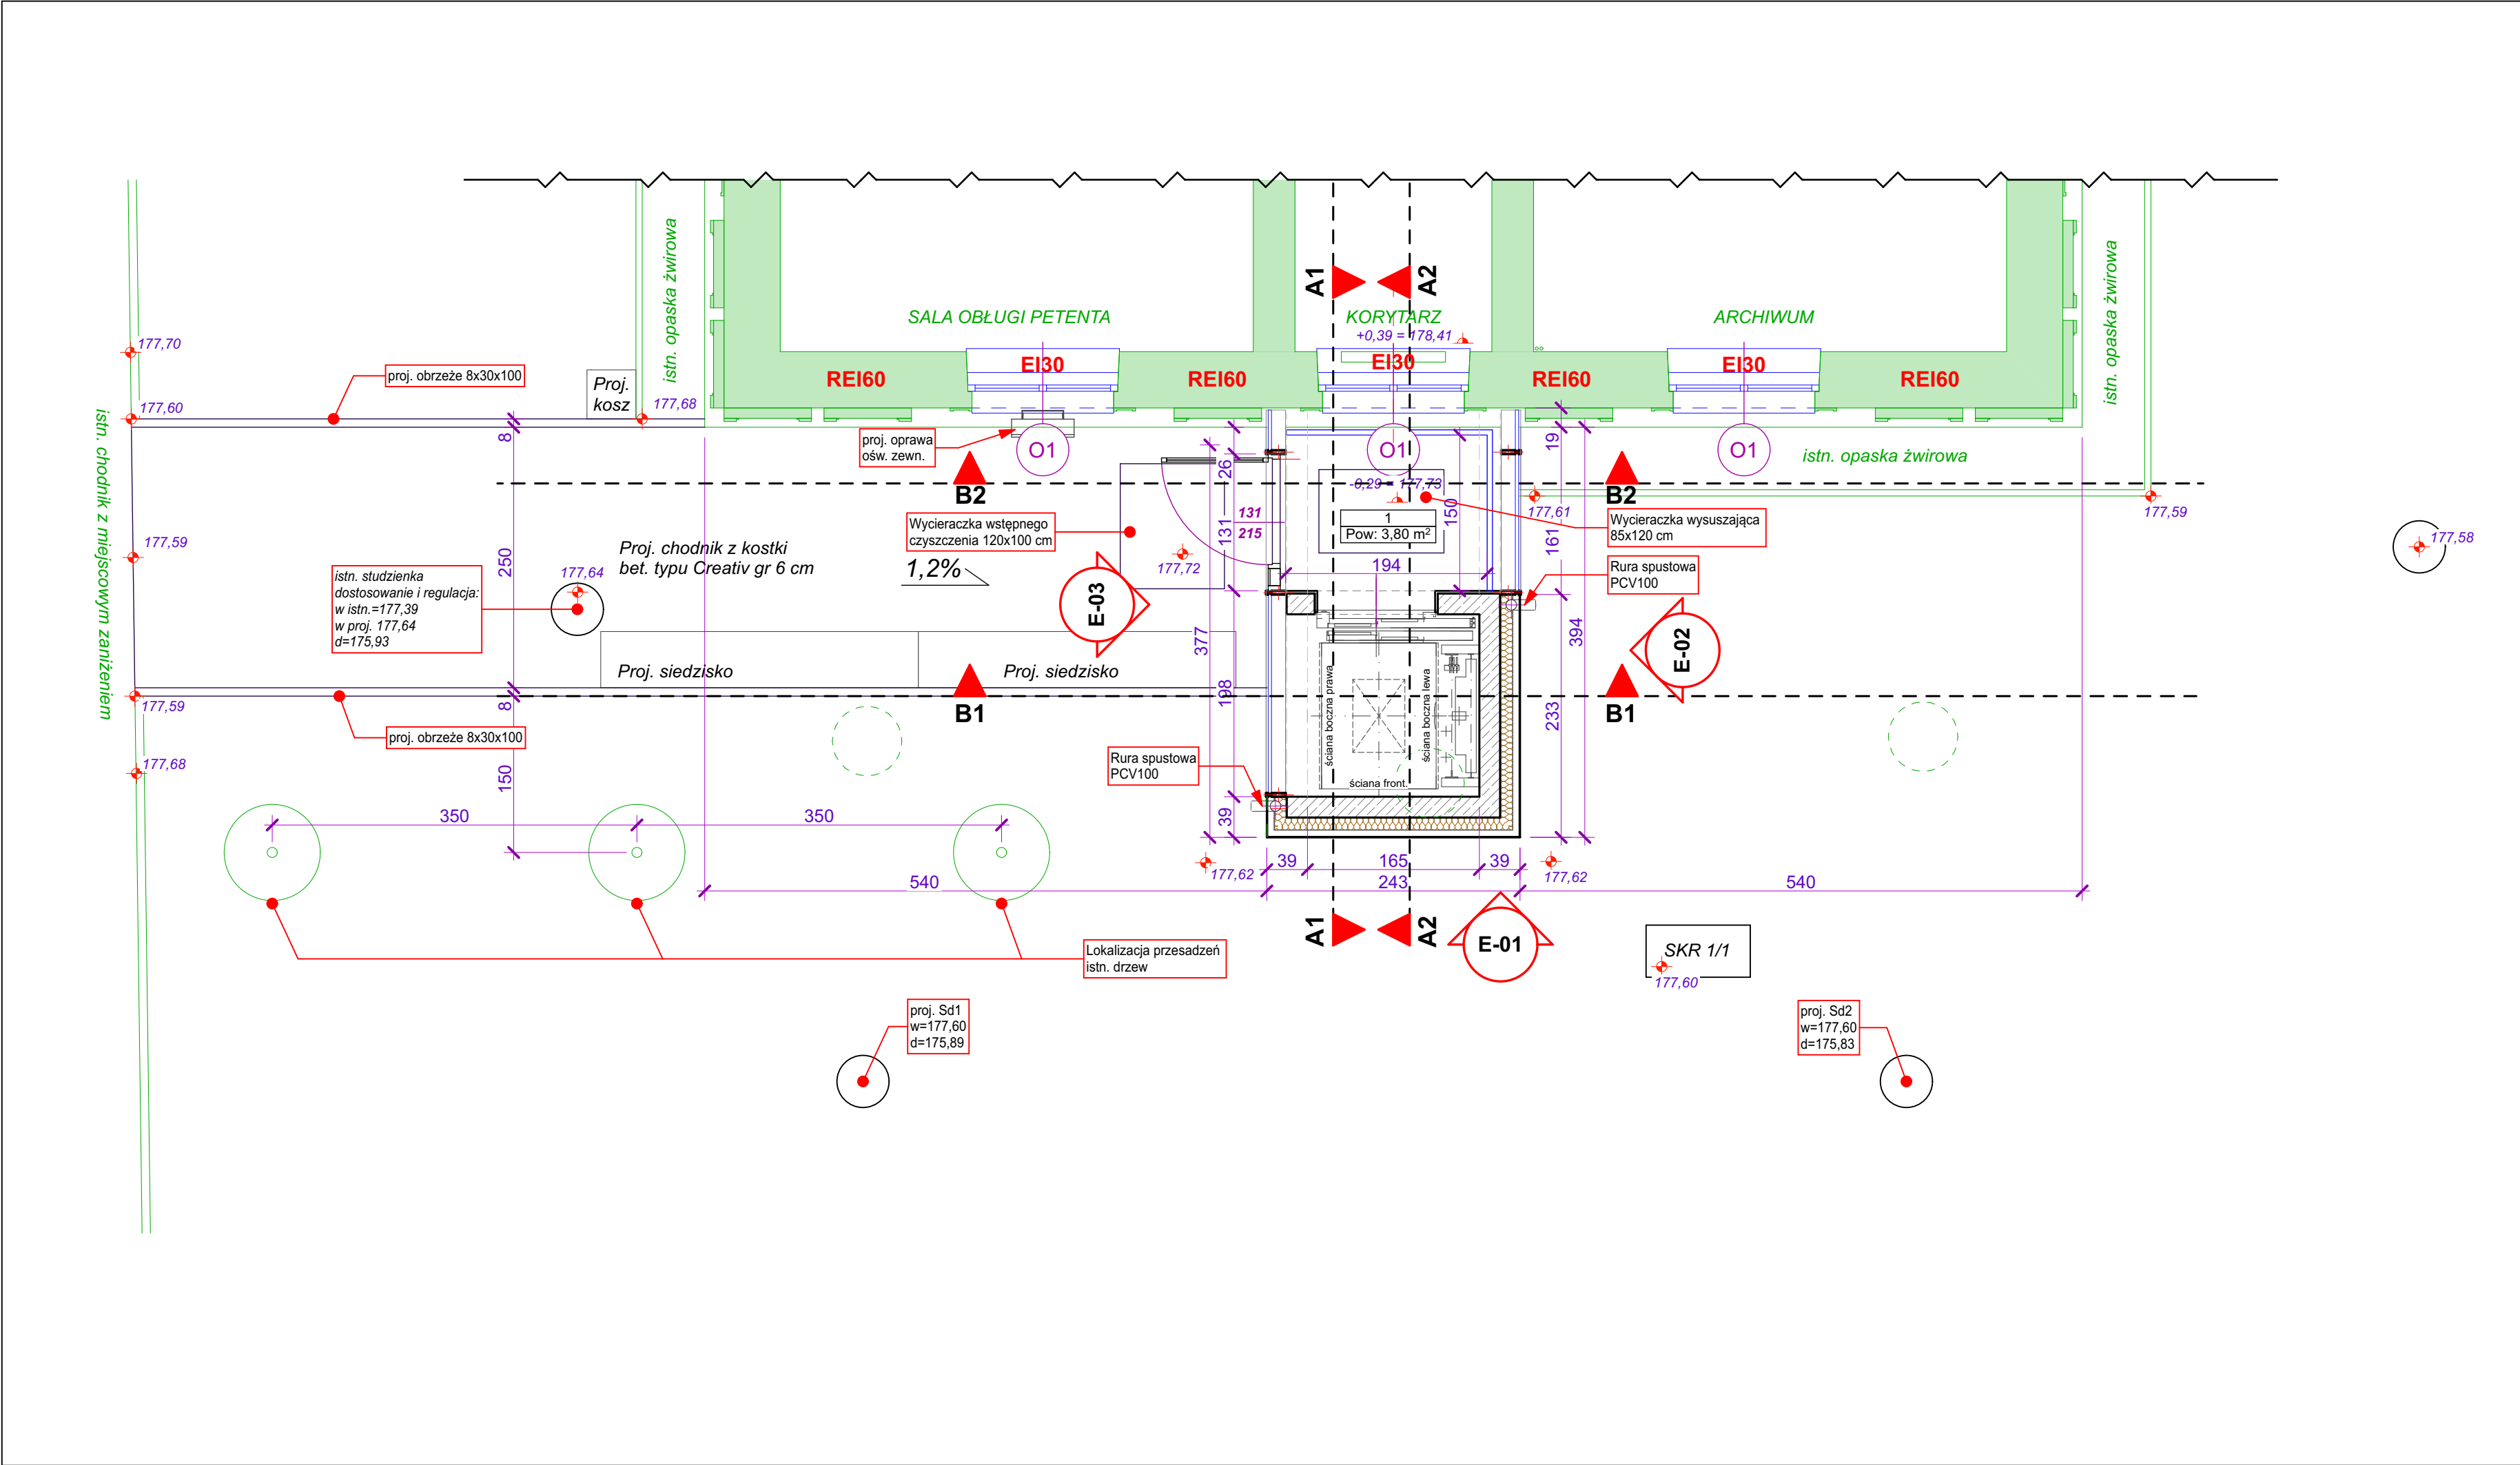 A1
A2
istn. opaska żwirowa
istn. opaska żwirowa
SALA OBŁUGI PETENTA
KORYTARZ
+0,39 = 178,41
ARCHIWUM
177,70
proj. obrzeże 8x30x100
Proj.
kosz
177,60
177,68
REI60
EI30
REI60
EI30
REI60
EI30
REI60
istn. chodnik z miejscowym zaniżeniem
8
proj. oprawa
ośw. zewn.
O1
O1
O1
19
istn. opaska żwirowa
26
B2
B2
-0,29 = 177,73
150
177,61
177,59
177,58
Wycieraczka wstępnego
czyszczenia 120x100 cm
131
131
215
1
Pow: 3,80 m²
161
Wycieraczka wysuszająca
85x120 cm
177,59
250
Proj. chodnik z kostki
bet. typu Creativ gr 6 cm
1,2%
177,72
194
Rura spustowa
PCV100
istn. studzienka
dostosowanie i regulacja:
w istn.=177,39
w proj. 177,64
d=175,93
177,64
E-03
377
394
E-02
Proj. siedzisko
Proj. siedzisko
198
ściana boczna prawa
ściana boczna lewa
ściana front.
233
177,59
8
B1
B1
proj. obrzeże 8x30x100
177,68
150
Rura spustowa
PCV100
39
350
350
177,62
39
165
39
177,62
540
243
540
A1
A2
E-01
Lokalizacja przesadzeń
istn. drzew
SKR 1/1
177,60
proj. Sd1
w=177,60
d=175,89
proj. Sd2
w=177,60
d=175,83